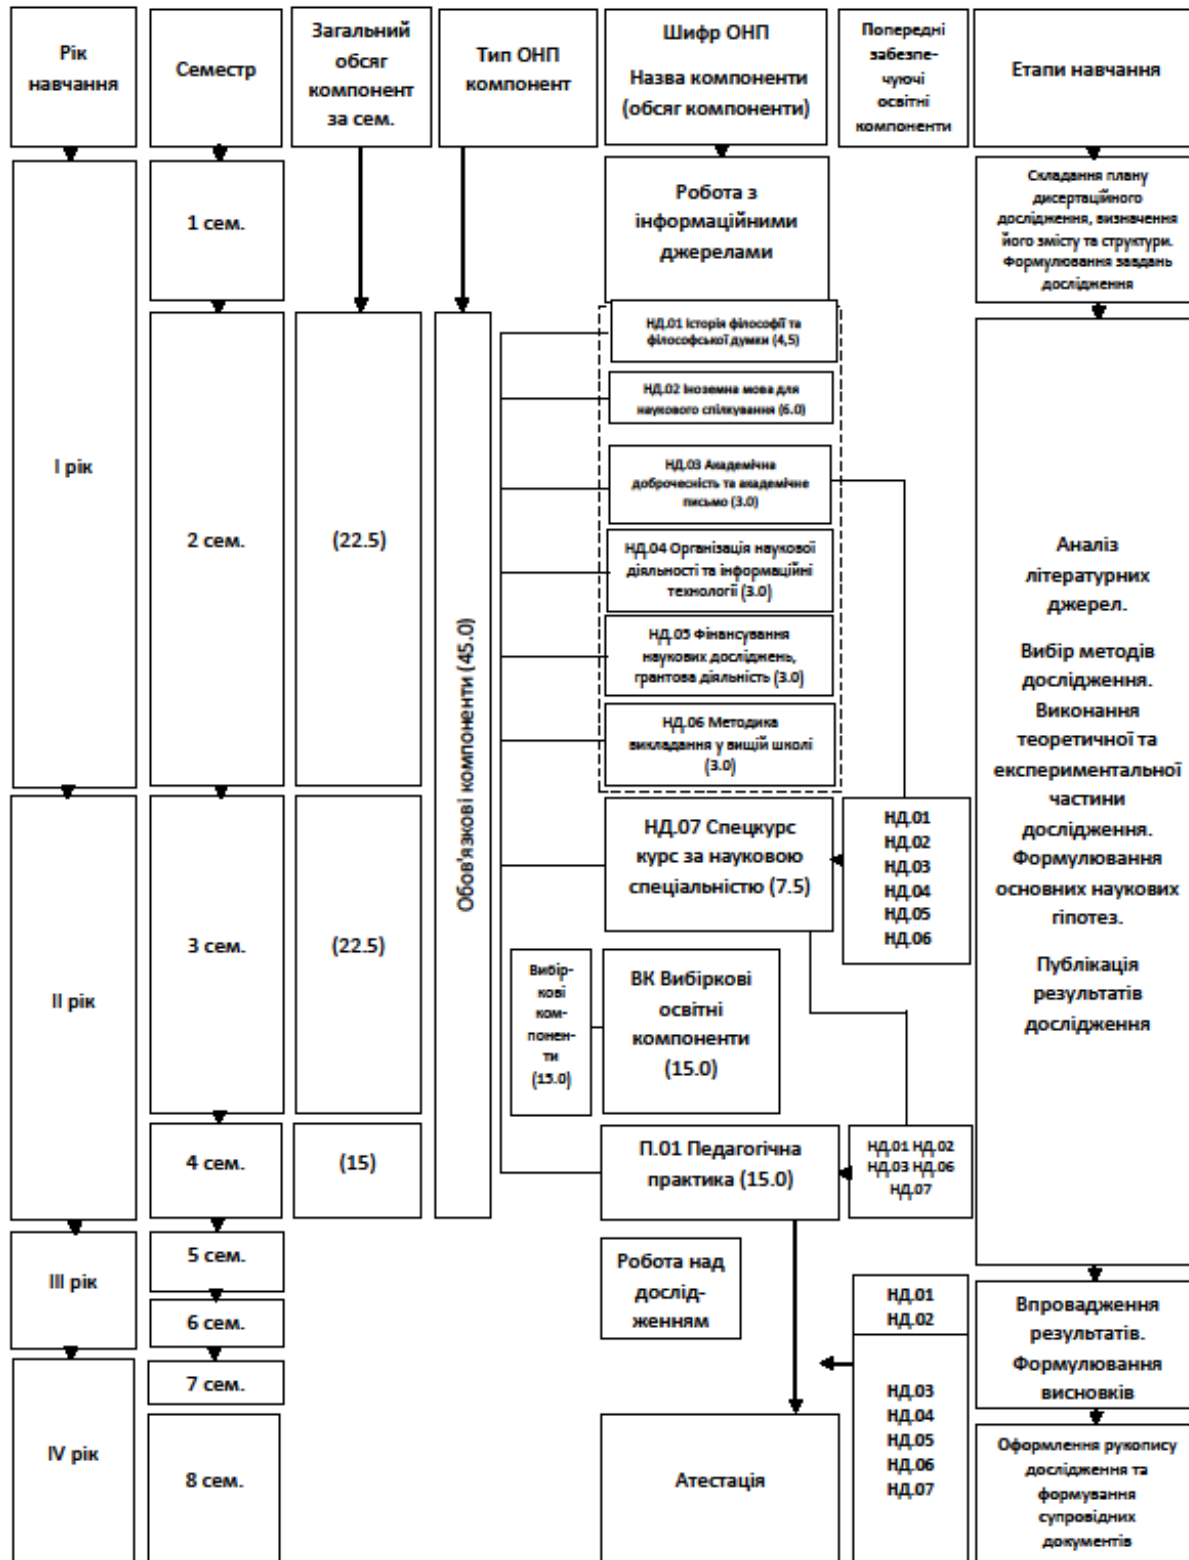 Рік
навчання
Семестр
Загальний
обсяг
компонент
за сем.
Тип ОНП
компонент
Шифр ОНП
Назва компоненти
(обсяг компоненти)
Попередні
забезпе-
чуючі
освітні
компоненти
Етапи навчання
І рік
1 сем.
Робота з
інформаційними
джерелами
Складання плану
дисертаційного
дослідження, визначення
його змісту та структури.
Формулювання завдань
дослідження
2 сем.
(22.5)
Обов'язкові компоненти (45.0)
НД.01 Історія філософії та
філософської думки (4,5)
НД.02 Іноземна мова для
наукового спілкування (6.0)
НД.03 Академічна
доброчесність та академічне
письмо (3.0)
НД.04 Організація наукової
діяльності та інформаційні
технології (3.0)
НД.05 Фінансування
наукових досліджень,
грантова діяльність (3.0)
НД.06 Методика
викладання у вищій школі
(3.0)
Аналіз
літературних
джерел.
Вибір методів
дослідження.
Виконання
теоретичної та
експериментальної
частини
дослідження.
Формулювання
основних наукових
гіпотез.
Публікація
результатів
дослідження
ІІ рік
3 сем.
(22.5)
НД.07 Спецкурс
курс за науковою
спеціальністю (7.5)
НД.01
НД.02
НД.03
НД.04
НД.05
НД.06
Вибір-
кові
ком-
понен-
ти
(15.0)
ВК Вибіркові
освітні
компоненти
(15.0)
4 сем.
(15)
П.01 Педагогічна
практика (15.0)
НД.01 НД.02
НД.03 НД.06
НД.07
ІІІ рік
5 сем.
6 сем.
Робота над
дослід-
женням
НД.01
НД.02
Впровадження
результатів.
Формулювання
висновків
IV рік
7 сем.
8 сем.
Атестація
НД.03
НД.04
НД.05
НД.06
НД.07
Оформлення рукопису
дослідження та
формування
супровідних
документів